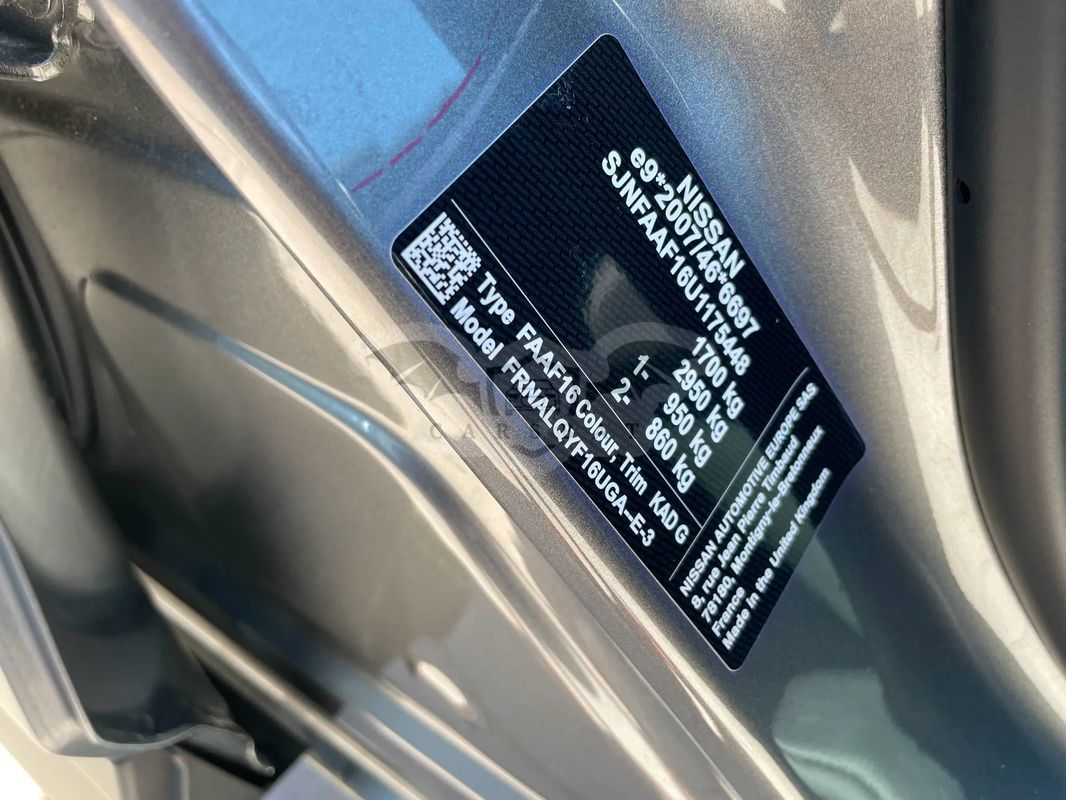 NISSAN
e9*2007/46*6697
SJNFAAF16U1175448
1700 kg
2950 kg
1- 950 kg
2- 860 kg
Type FAAF16 Colour, Trim KAD G
Model FRNALQYF16UGA-E-3
NISSAN AUTOMOTIVE EUROPE SAS
8, rue Jean Pierre Timbaud
78180, Montigny-le-Bretonneux
France
Made in the United Kingdom